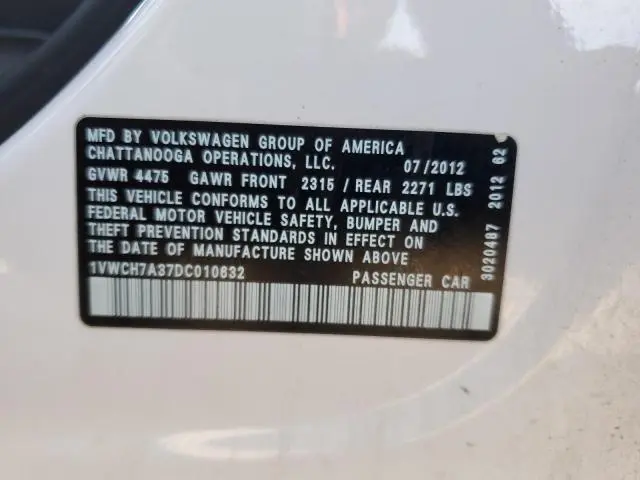 MFD BY VOLKSWAGEN GROUP OF AMERICA
CHATTANOOGA OPERATIONS, LLC. 07/2012
GVWR 4475 GAWR FRONT 2315/REAR 2271 LBS
THIS VEHICLE CONFORMS TO ALL APPLICABLE U.S.
FEDERAL MOTOR VEHICLE SAFETY, BUMPER AND
THEFT PREVENTION STANDARDS IN EFFECT ON
THE DATE OF MANUFACTURE SHOWN ABOVE
1VWCH7A37DC010632 PASSENGER CAR
3020487 2012 62